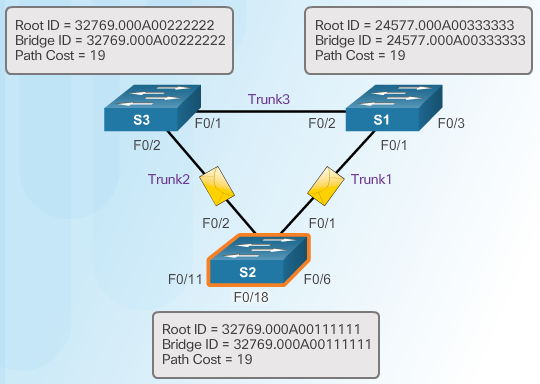 Root ID = 32769.000A00222222
Bridge ID = 32769.000A00222222
Path Cost = 19
Root ID = 24577.000A00333333
Bridge ID = 24577.000A00333333
Path Cost = 19
Trunk3
S3
F0/1
F0/2
S1
F0/3
F0/2
F0/1
Trunk2
Trunk1
F0/2
F0/1
S2
F0/11
F0/6
F0/18
Root ID = 32769.000A00111111
Bridge ID = 32769.000A00111111
Path Cost = 19